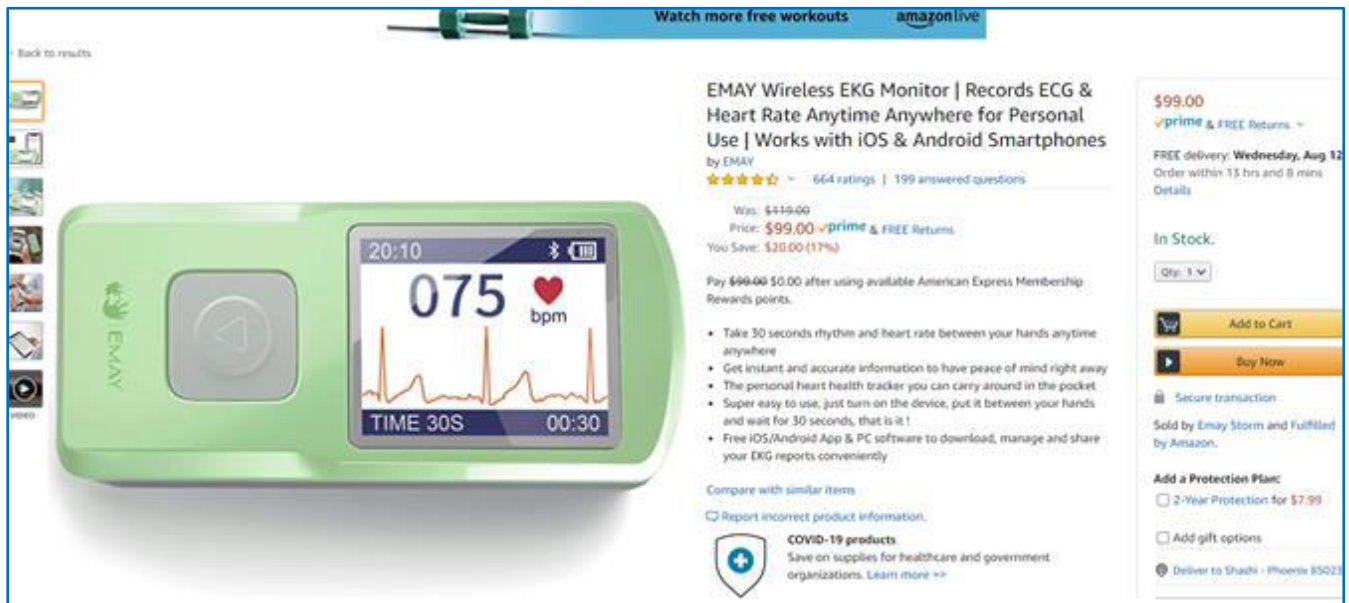 Watch more free workouts amazonlive
‹ Back to results
VIDEO
EMAY
20:10
075
bpm
TIME 30S 00:30
EMAY Wireless EKG Monitor | Records ECG &
Heart Rate Anytime Anywhere for Personal
Use | Works with iOS & Android Smartphones
by EMAY
664 ratings | 199 answered questions
Was: $119.00
Price: $99.00 prime & FREE Returns
You Save: $20.00 (17%)
Pay $99.00 $0.00 after using available American Express Membership
Rewards points.
• Take 30 seconds rhythm and heart rate between your hands anytime
anywhere
• Get instant and accurate information to have peace of mind right away
• The personal heart health tracker you can carry around in the pocket
• Super easy to use, just turn on the device, put it between your hands
and wait for 30 seconds, that is it !
• Free iOS/Android App & PC software to download, manage and share
your EKG reports conveniently
Compare with similar items
Report incorrect product information.
COVID-19 products
Save on supplies for healthcare and government
organizations. Learn more >>
$99.00
prime & FREE Returns
FREE delivery: Wednesday, Aug 12
Order within 13 hrs and 8 mins
Details
In Stock.
Qty: 1
Add to Cart
Buy Now
Secure transaction
Sold by Emay Storm and Fulfilled
by Amazon.
Add a Protection Plan:
2-Year Protection for $7.99
Add gift options
Deliver to Shashi - Phoenix 85023